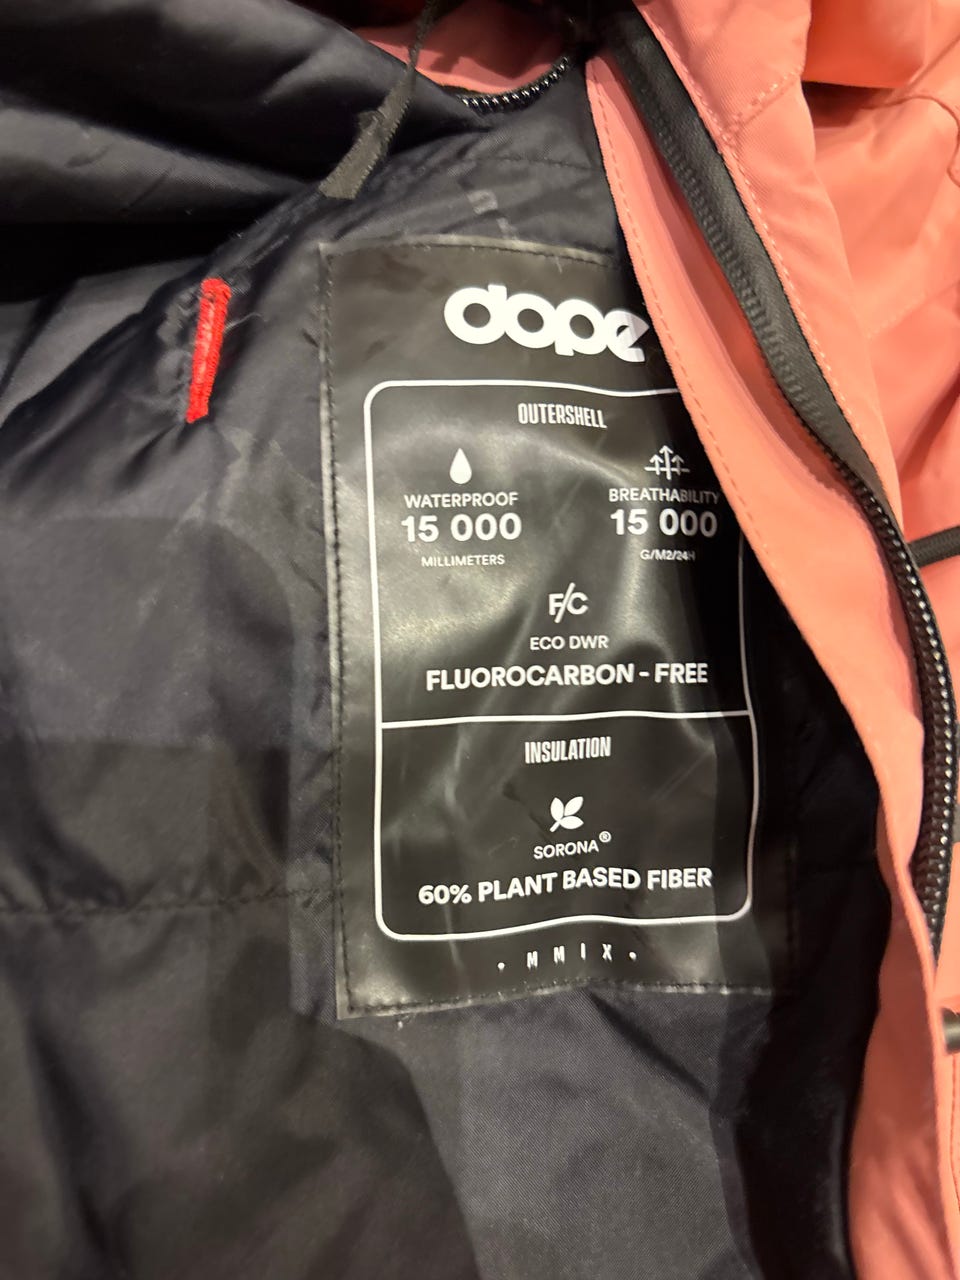 dope
OUTERSHELL
WATERPROOF
15 000
MILLIMETERS
BREATHABILITY
15 000
G/M2/24H
F/C
ECO DWR
FLUOROCARBON - FREE
INSULATION
SORONA®
60% PLANT BASED FIBER
• M M I X •